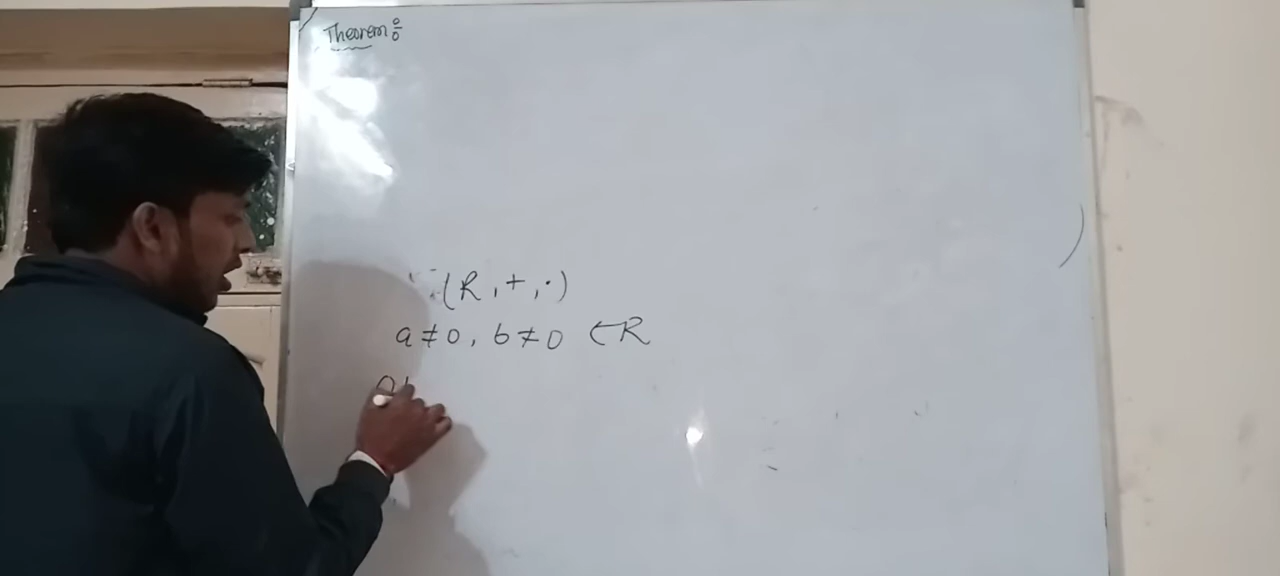 Theorem :
(R, +, ·)
a ≠ 0, b ≠ 0 ∈ R